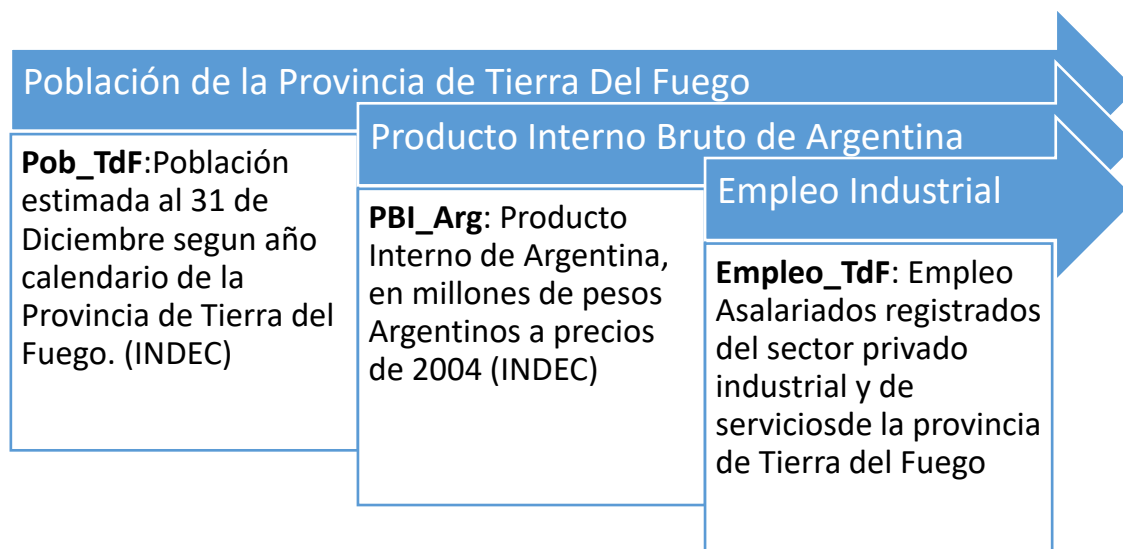 Población de la Provincia de Tierra Del Fuego
Pob_TdF:Población
estimada al 31 de
Diciembre segun año
calendario de la
Provincia de Tierra del
Fuego. (INDEC)
Producto Interno Bruto de Argentina
PBI_Arg: Producto
Interno de Argentina,
en millones de pesos
Argentinos a precios
de 2004 (INDEC)
Empleo Industrial
Empleo_TdF: Empleo
Asalariados registrados
del sector privado
industrial y de
serviciosde la provincia
de Tierra del Fuego